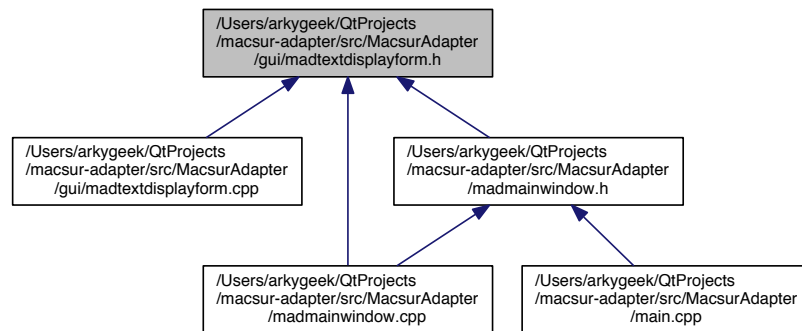 /Users/arkygeek/QtProjects
/macsur-adapter/src/MacsurAdapter
/gui/madtextdisplayform.h
/Users/arkygeek/QtProjects
/macsur-adapter/src/MacsurAdapter
/gui/madtextdisplayform.cpp
/Users/arkygeek/QtProjects
/macsur-adapter/src/MacsurAdapter
/madmainwindow.h
/Users/arkygeek/QtProjects
/macsur-adapter/src/MacsurAdapter
/madmainwindow.cpp
/Users/arkygeek/QtProjects
/macsur-adapter/src/MacsurAdapter
/main.cpp